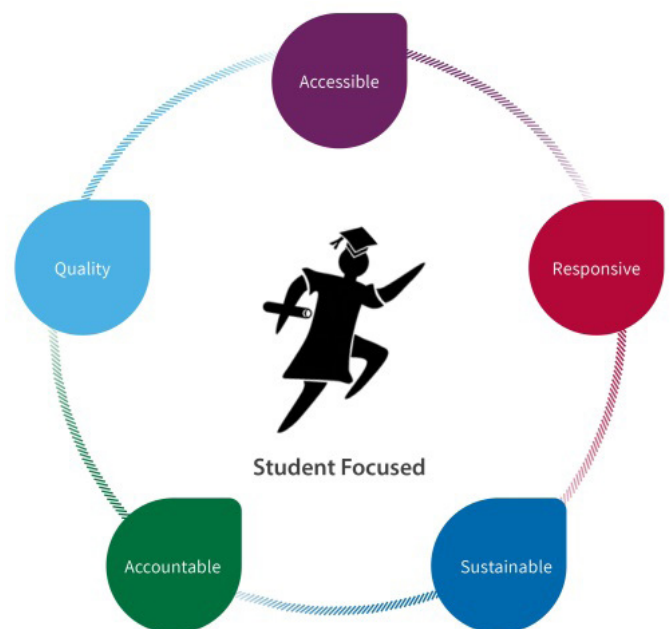 Accessible
Quality
Responsive
Student Focused
Accountable
Sustainable